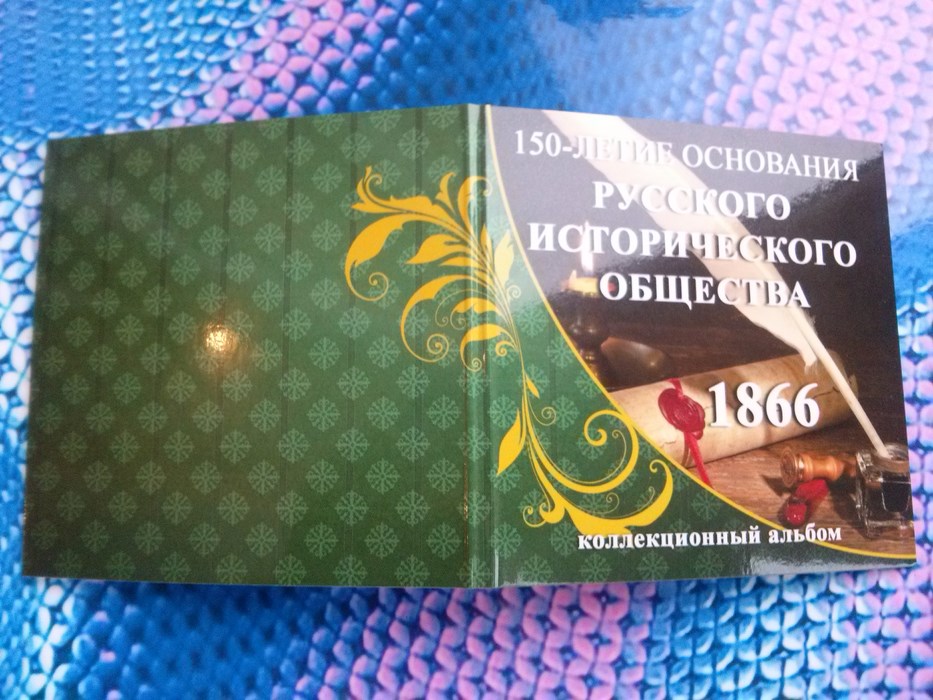 150-ЛЕТИЕ ОСНОВАНИЯ
РУССКОГО
ИСТОРИЧЕСКОГО
ОБЩЕСТВА
1866
коллекционный альбом